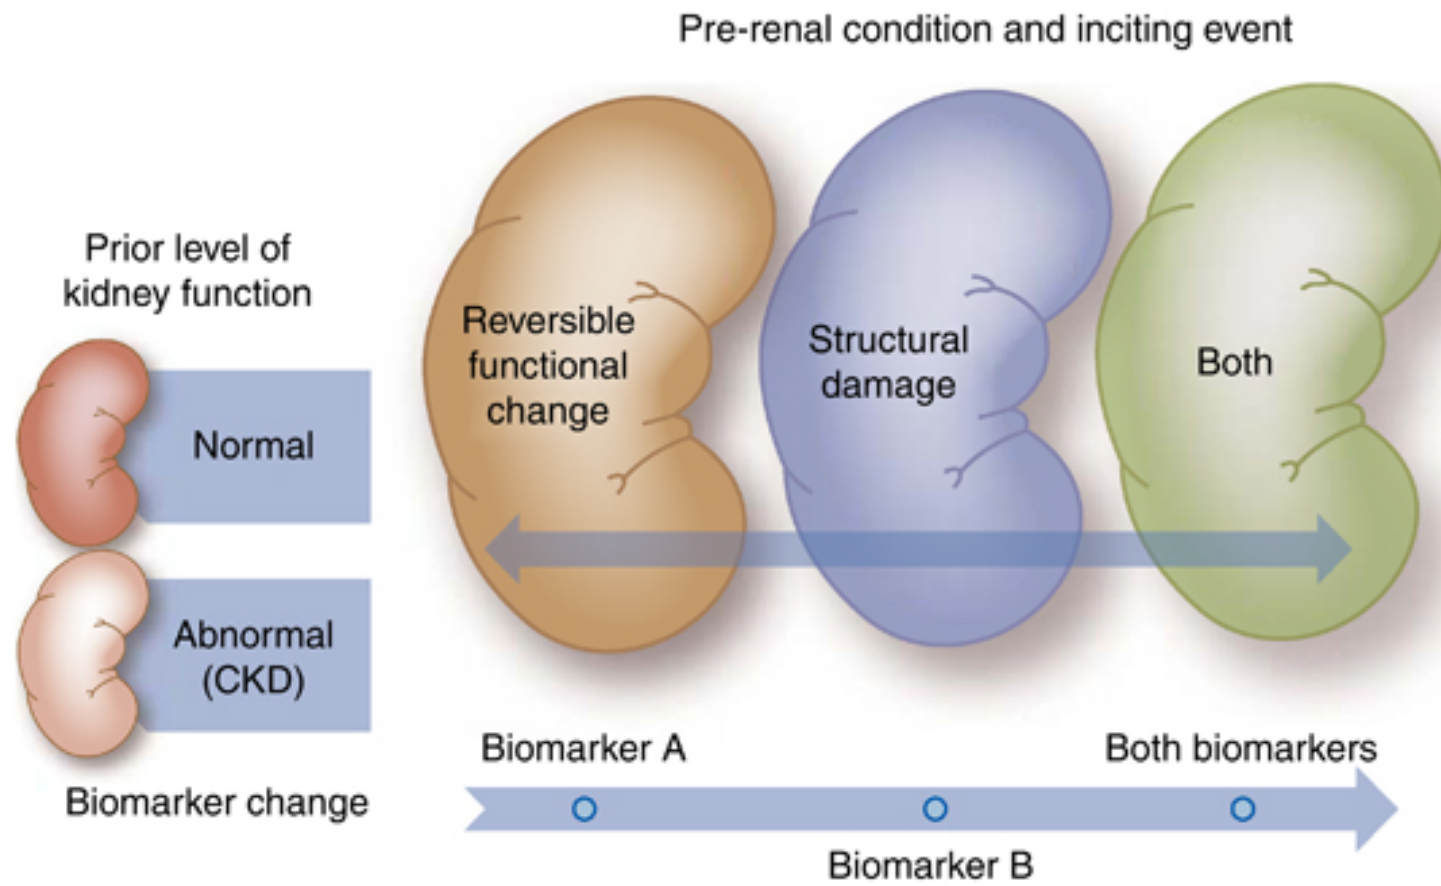 Pre-renal condition and inciting event
Prior level of
kidney function
Normal
Abnormal
(CKD)
Reversible
functional
change
Structural
damage
Both
Biomarker change
Biomarker A
Both biomarkers
Biomarker B